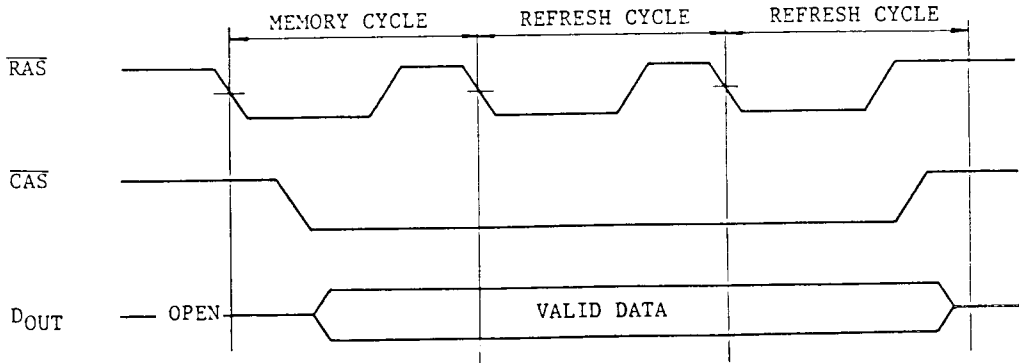 MEMORY CYCLE REFRESH CYCLE REFRESH CYCLE
RAS
CAS
DOUT OPEN VALID DATA